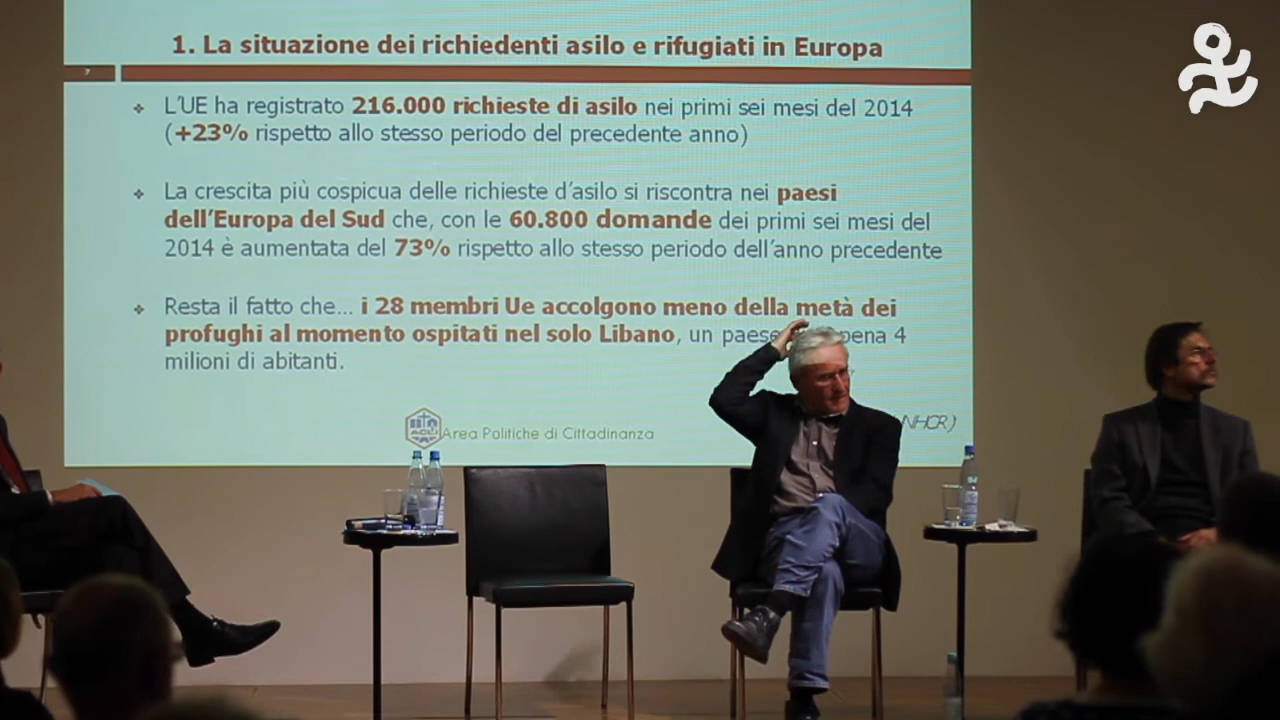 1. La situazione dei richiedenti asilo e rifugiati in Europa
7
❖ L'UE ha registrato 216.000 richieste di asilo nei primi sei mesi del 2014
(+23% rispetto allo stesso periodo del precedente anno)
❖ La crescita più cospicua delle richieste d'asilo si riscontra nei paesi
dell'Europa del Sud che, con le 60.800 domande dei primi sei mesi del
2014 è aumentata del 73% rispetto allo stesso periodo dell'anno precedente
❖ Resta il fatto che... i 28 membri Ue accolgono meno della metà dei
profughi al momento ospitati nel solo Libano, un paese 4
milioni di abitanti.
Area Politiche di Cittadinanza